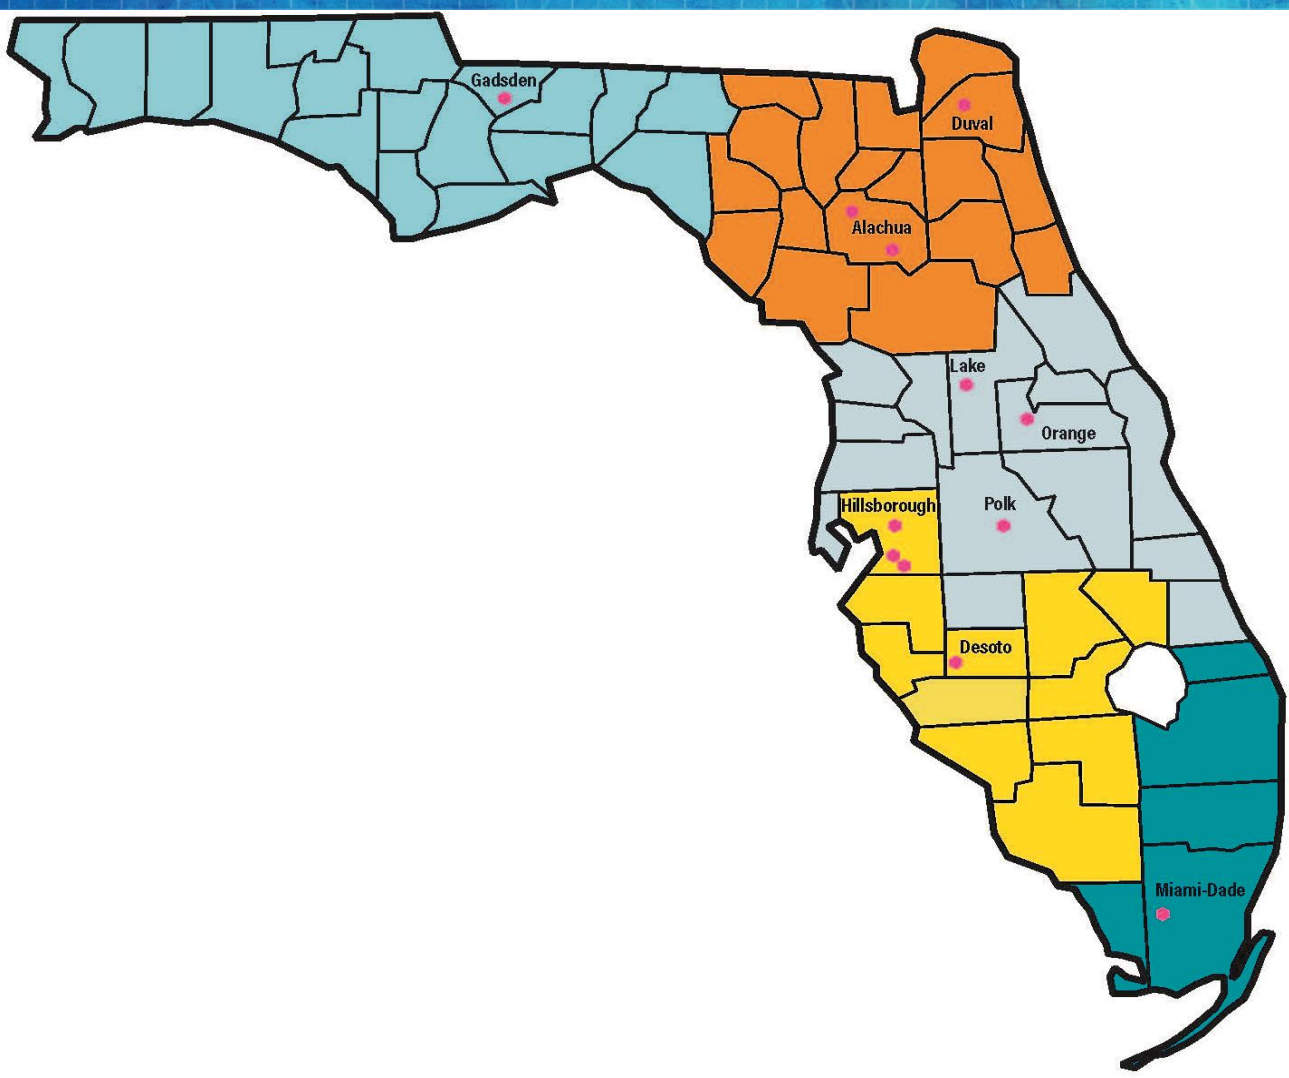 Gadsden
Duval
Alachua
Lake
Orange
Hillsborough
Polk
Desoto
Miami-Dade